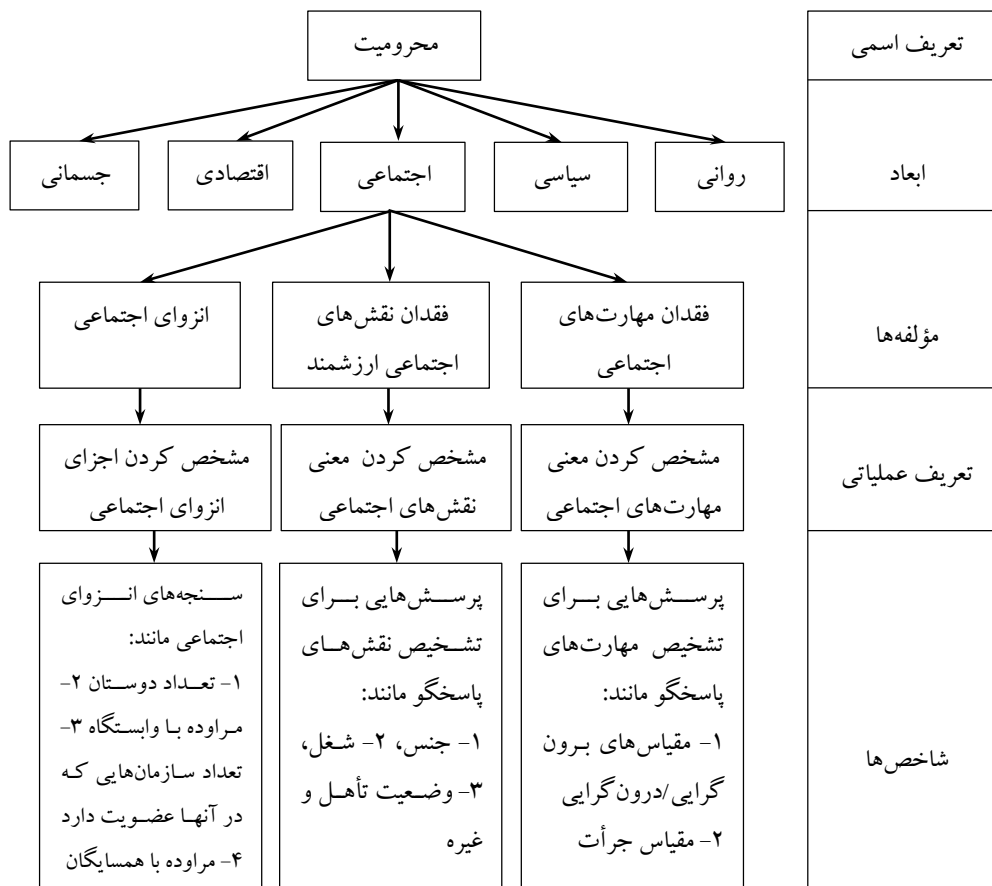 تعریف اسمی
محرومیت
ابعاد
روانی
سیاسی
اجتماعی
اقتصادی
جسمانی
مؤلفه‌ها
فقدان مهارت‌های
اجتماعی
فقدان نقش‌های
اجتماعی ارزشمند
انزوای اجتماعی
تعریف عملیاتی
مشخص کردن معنی
مهارت‌های اجتماعی
مشخص کردن معنی
نقش‌های اجتماعی
مشخص کردن اجزای
انزوای اجتماعی
شاخص‌ها
پرسش‌هایی برای
تشخیص مهارت‌های
پاسخگو مانند:
۱- مقیاس‌های برون
گرایی/درون‌گرایی
۲- مقیاس جرأت
پرسش‌هایی برای
تشخیص نقش‌های
پاسخگو مانند:
۱- جنس، ۲- شغل،
۳- وضعیت تأهل و
غیره
سنجه‌های انزوای
اجتماعی مانند:
۱- تعداد دوستان ۲-
مراوده با وابستگاه ۳-
تعداد سازمان‌هایی که
در آنها عضویت دارد
۴- مراوده با همسایگان